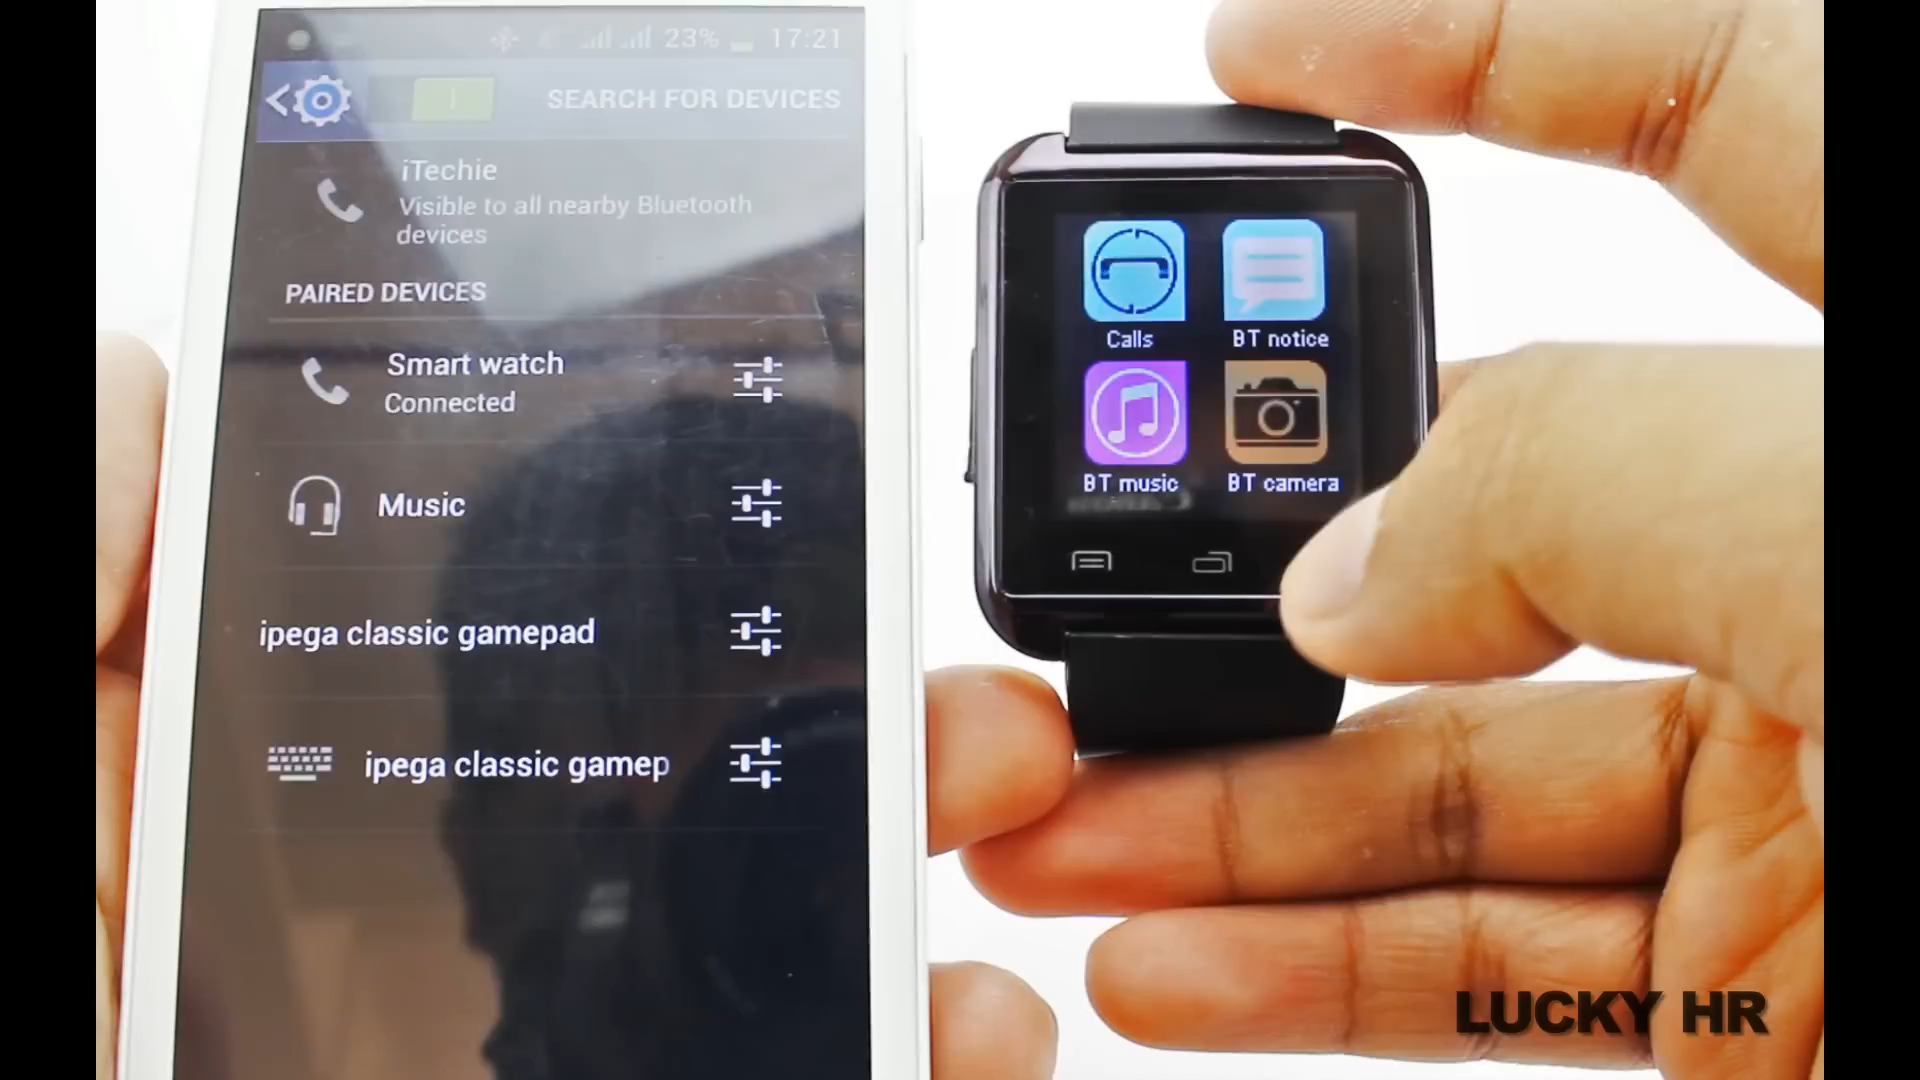 23% 17:21
SEARCH FOR DEVICES
iTechie
Visible to all nearby Bluetooth
devices
PAIRED DEVICES
Smart watch
Connected
Music
ipega classic gamepad
ipega classic gamep
Calls
BT notice
BT music
BT camera
LUCKY HR